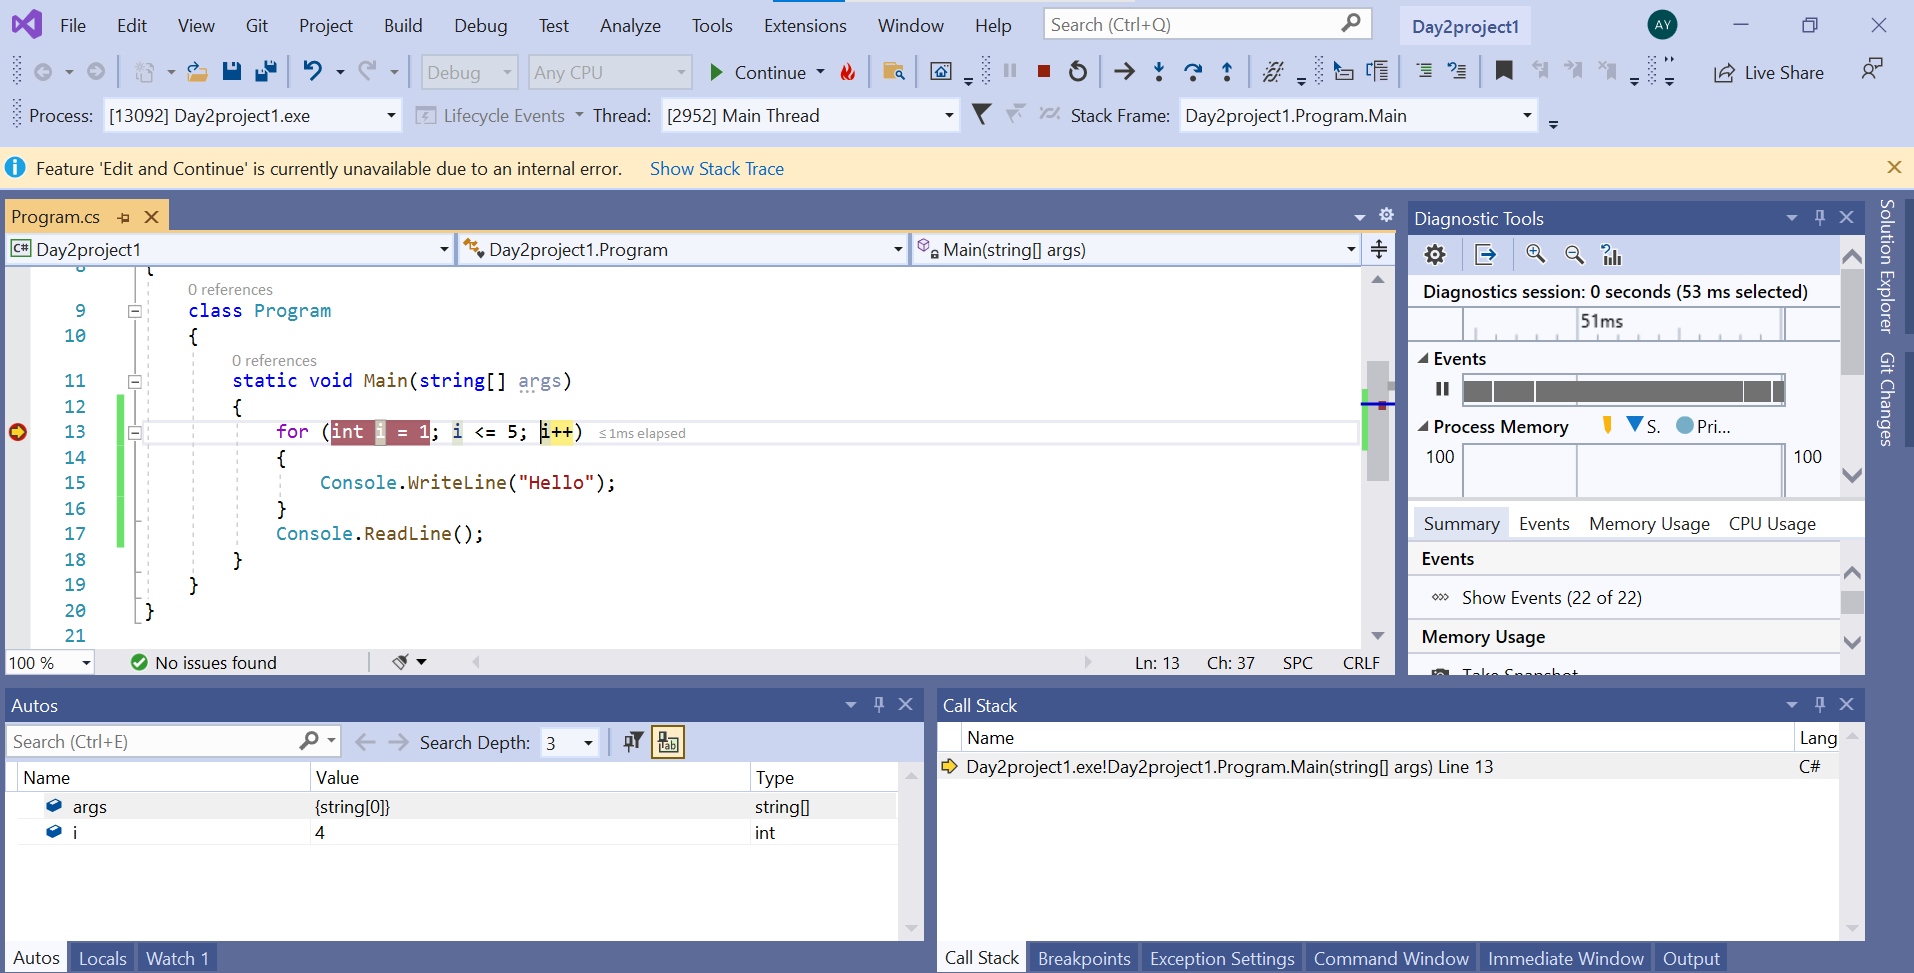 File Edit View Git Project Build Debug Test Analyze Tools Extensions Window Help Search (Ctrl+Q) Day2project1 AY
Debug Any CPU Continue Live Share
Process: [13092] Day2project1.exe Lifecycle Events Thread: [2952] Main Thread Stack Frame: Day2project1.Program.Main
Feature 'Edit and Continue' is currently unavailable due to an internal error. Show Stack Trace
Program.cs
C# Day2project1 Day2project1.Program Main(string[] args)
8 {
0 references
9 class Program
10 {
0 references
11 static void Main(string[] args)
12 {
13 for (int i = 1; i <= 5; i++) ≤ 1ms elapsed
14 {
15 Console.WriteLine("Hello");
16 }
17 Console.ReadLine();
18 }
19 }
20 }
21
100 % No issues found Ln: 13 Ch: 37 SPC CRLF
Diagnostic Tools
Diagnostics session: 0 seconds (53 ms selected)
51ms
Events
Process Memory S. Pri...
100 100
Summary Events Memory Usage CPU Usage
Events
Show Events (22 of 22)
Memory Usage
Take Snapshot
Solution Explorer
Git Changes
Autos
Search (Ctrl+E) Search Depth: 3
Name Value Type
args {string[0]} string[]
i 4 int
Autos Locals Watch 1
Call Stack
Name Lang
Day2project1.exe!Day2project1.Program.Main(string[] args) Line 13 C#
Call Stack Breakpoints Exception Settings Command Window Immediate Window Output